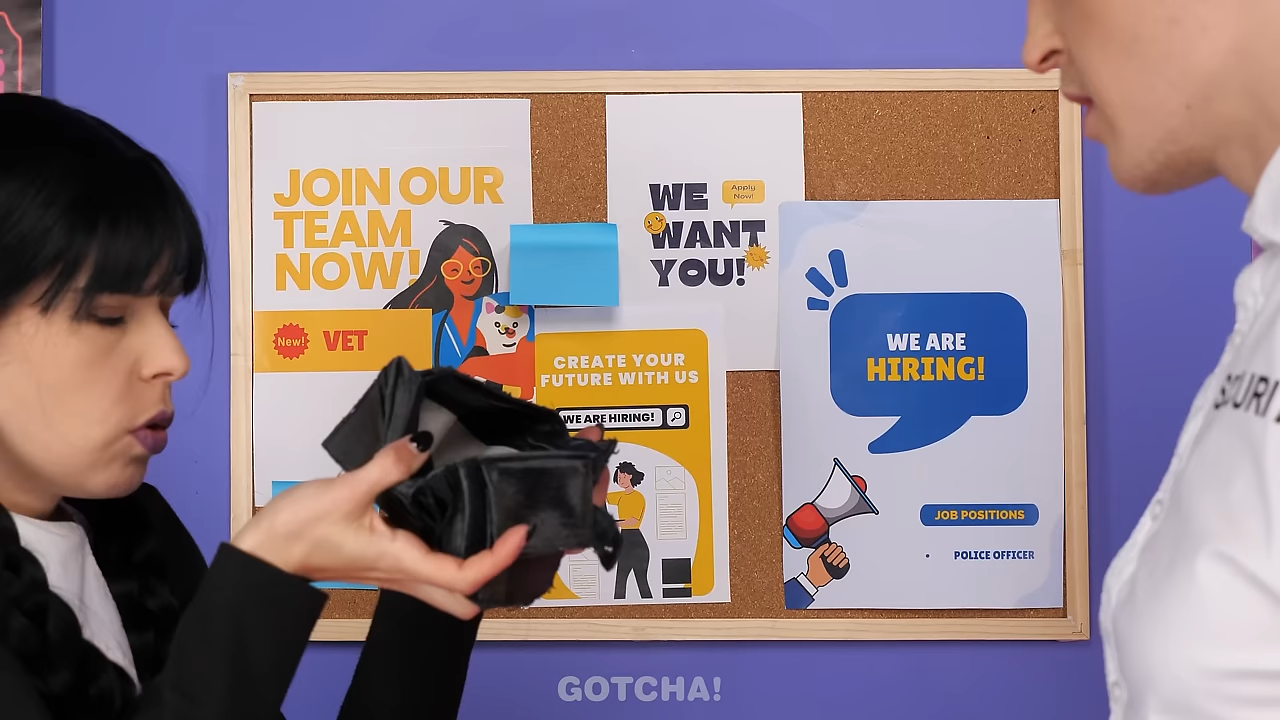 JOIN OUR
TEAM
NOW!
New!
VET
WE
WANT
YOU!
Apply
Now!
CREATE YOUR
FUTURE WITH US
WE ARE HIRING!
WE ARE
HIRING!
JOB POSITIONS
• POLICE OFFICER
GOTCHA!